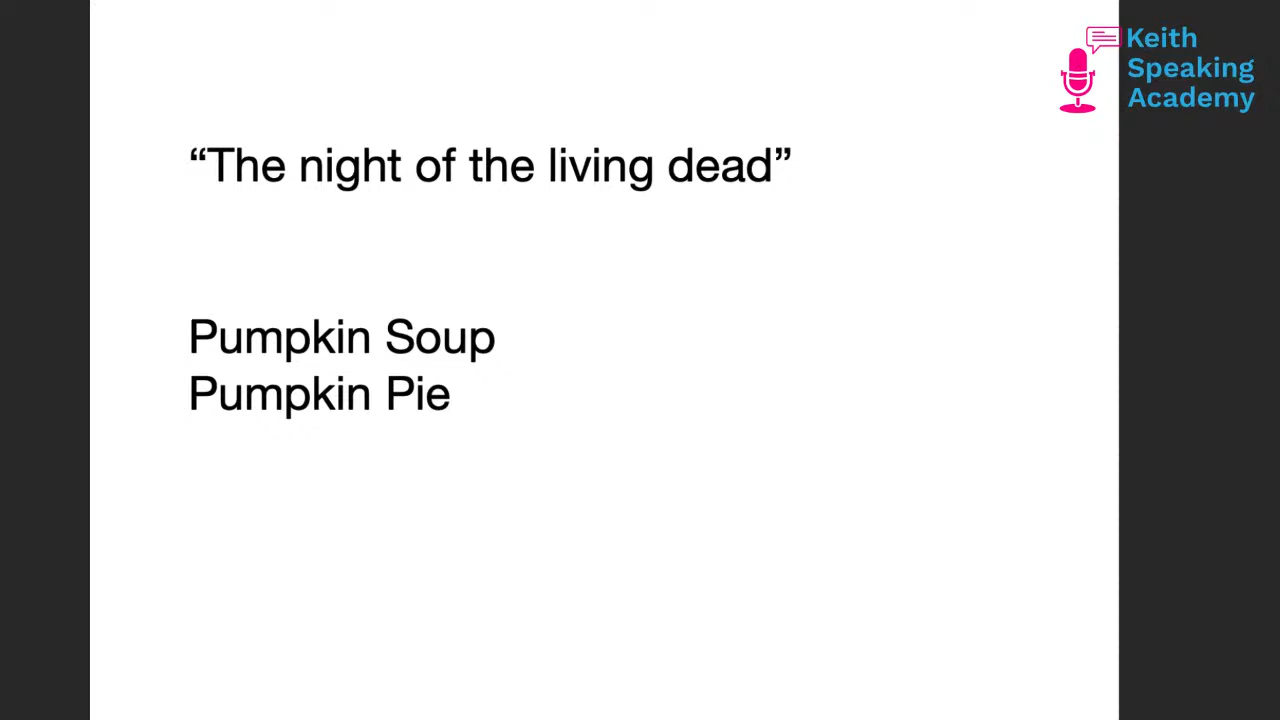 Keith
Speaking
Academy
“The night of the living dead”
Pumpkin Soup
Pumpkin Pie